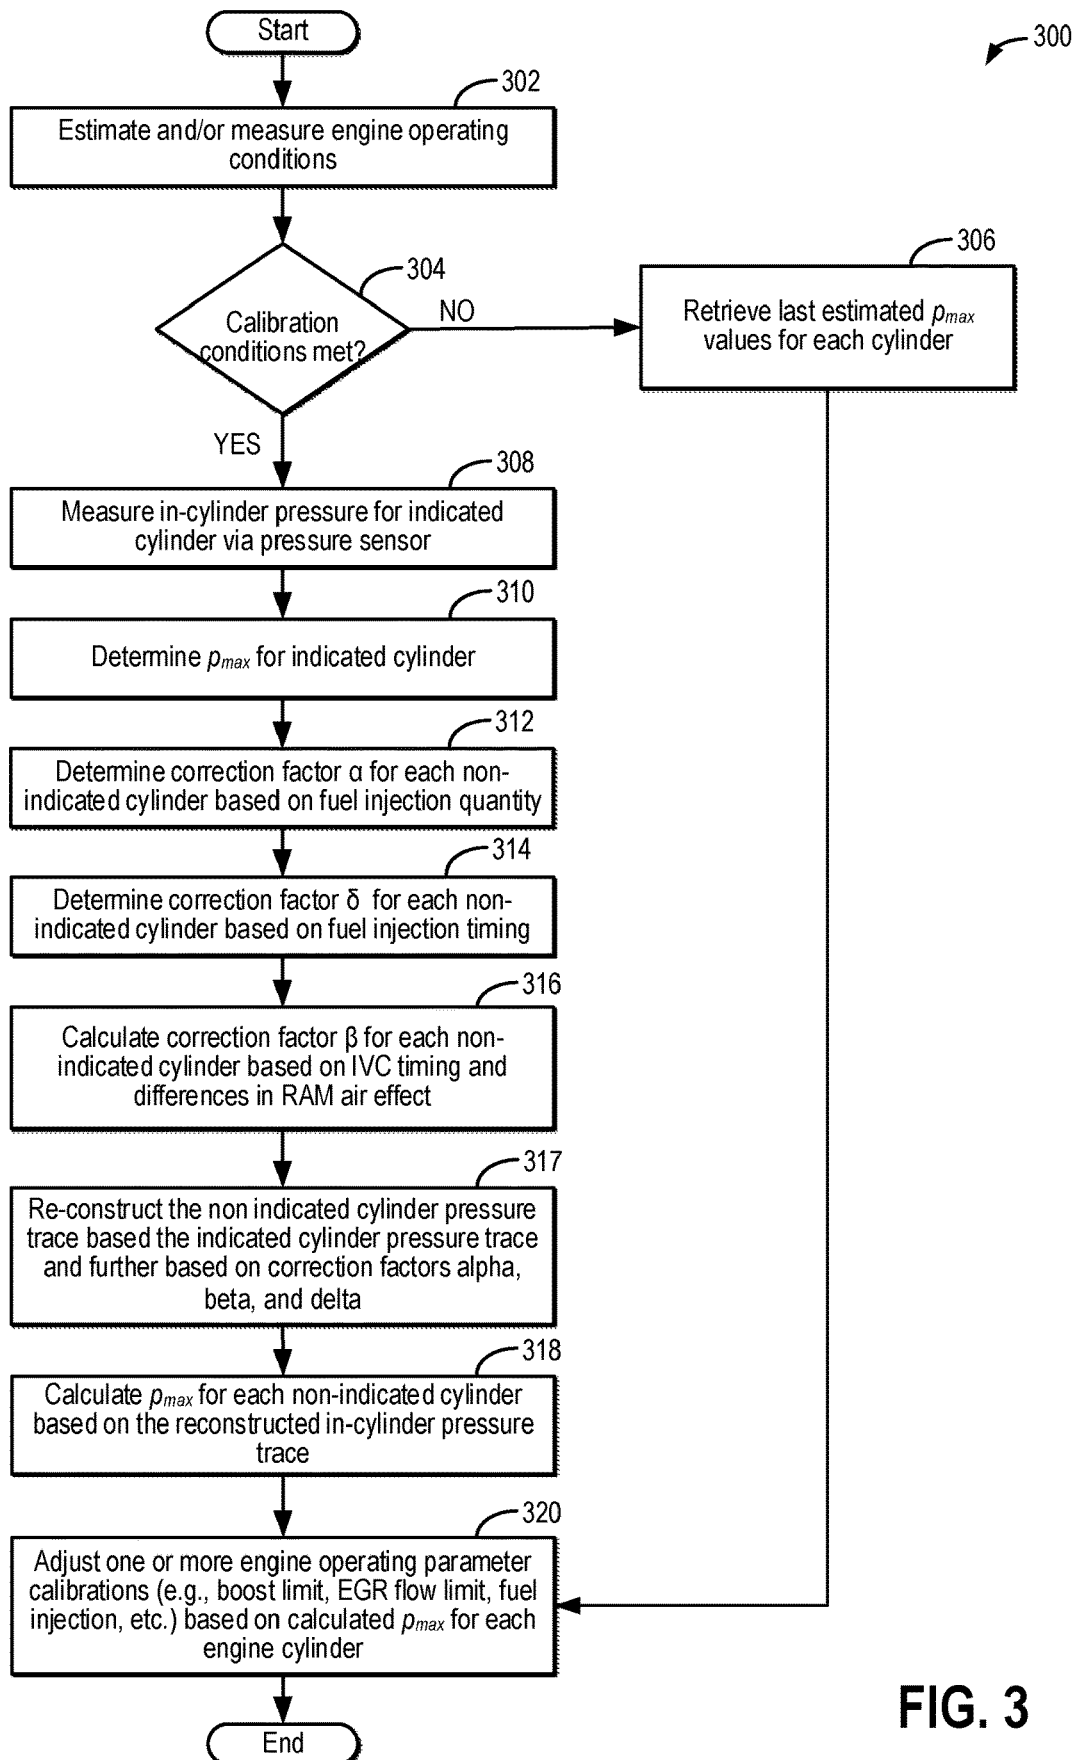 Start
300
302
Estimate and/or measure engine operating
conditions
304
Calibration
conditions met?
NO
306
Retrieve last estimated pmax
values for each cylinder
YES
308
Measure in-cylinder pressure for indicated
cylinder via pressure sensor
310
Determine pmax for indicated cylinder
312
Determine correction factor α for each non-
indicated cylinder based on fuel injection quantity
314
Determine correction factor δ for each non-
indicated cylinder based on fuel injection timing
316
Calculate correction factor β for each non-
indicated cylinder based on IVC timing and
differences in RAM air effect
317
Re-construct the non indicated cylinder pressure
trace based the indicated cylinder pressure trace
and further based on correction factors alpha,
beta, and delta
318
Calculate pmax for each non-indicated cylinder
based on the reconstructed in-cylinder pressure
trace
320
Adjust one or more engine operating parameter
calibrations (e.g., boost limit, EGR flow limit, fuel
injection, etc.) based on calculated pmax for each
engine cylinder
End
FIG. 3